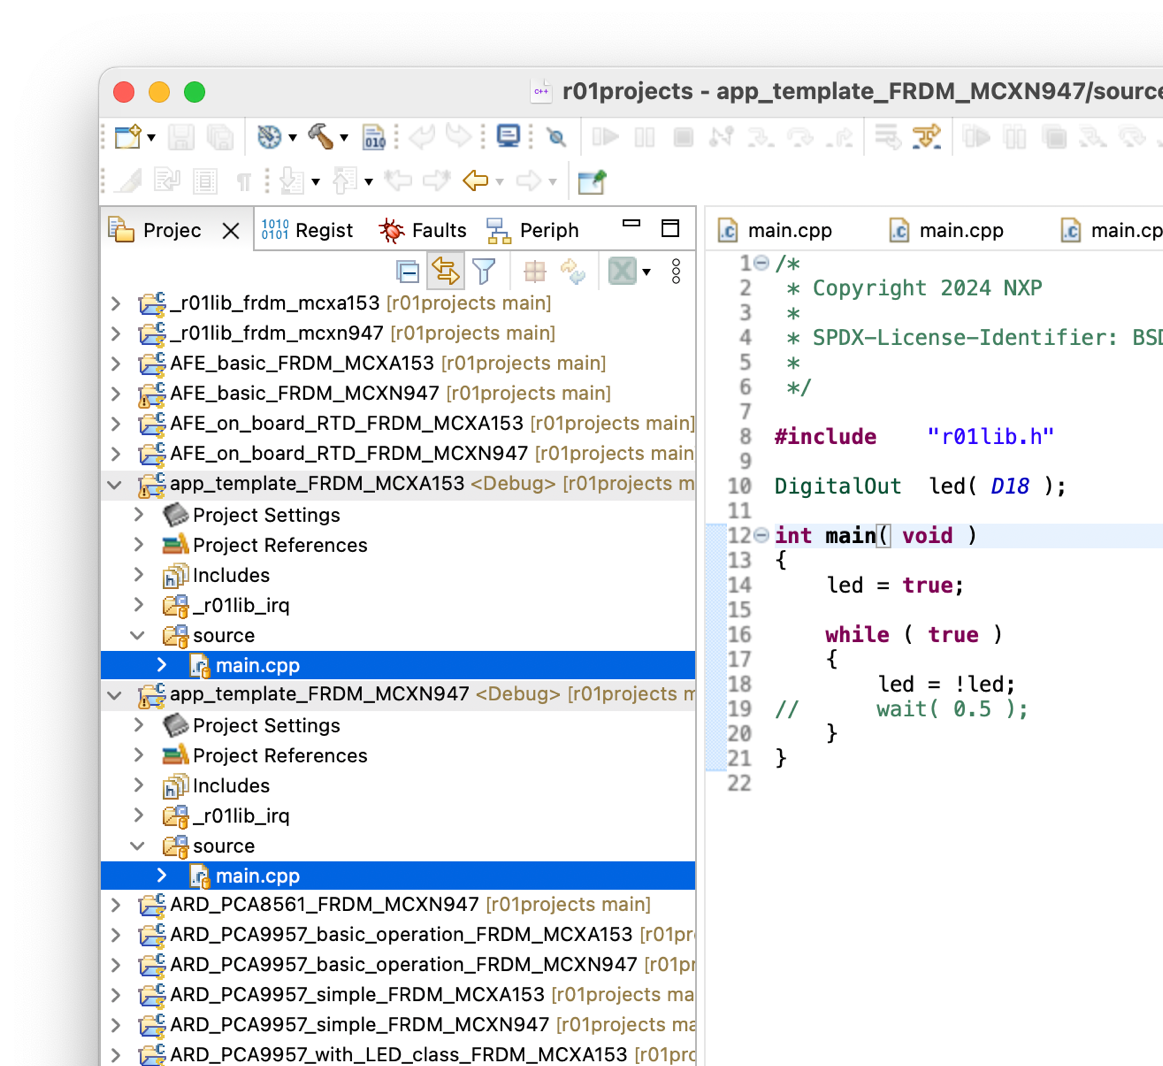 r01projects - app_template_FRDM_MCXN947/source
Projec
Regist
Faults
Periph
_r01lib_frdm_mcxa153 [r01projects main]
_r01lib_frdm_mcxn947 [r01projects main]
AFE_basic_FRDM_MCXA153 [r01projects main]
AFE_basic_FRDM_MCXN947 [r01projects main]
AFE_on_board_RTD_FRDM_MCXA153 [r01projects main]
AFE_on_board_RTD_FRDM_MCXN947 [r01projects main
app_template_FRDM_MCXA153 <Debug> [r01projects m
Project Settings
Project References
Includes
_r01lib_irq
source
main.cpp
app_template_FRDM_MCXN947 <Debug> [r01projects m
Project Settings
Project References
Includes
_r01lib_irq
source
main.cpp
ARD_PCA8561_FRDM_MCXN947 [r01projects main]
ARD_PCA9957_basic_operation_FRDM_MCXA153 [r01pr
ARD_PCA9957_basic_operation_FRDM_MCXN947 [r01pr
ARD_PCA9957_simple_FRDM_MCXA153 [r01projects ma
ARD_PCA9957_simple_FRDM_MCXN947 [r01projects ma
ARD_PCA9957_with_LED_class_FRDM_MCXA153 [r01pro
main.cpp
main.cpp
main.cp
1 /*
2 * Copyright 2024 NXP
3 *
4 * SPDX-License-Identifier: BSD
5 *
6 */
7
8 #include "r01lib.h"
9
10 DigitalOut led( D18 );
11
12 int main( void )
13 {
14 led = true;
15
16 while ( true )
17 {
18 led = !led;
19 // wait( 0.5 );
20 }
21 }
22